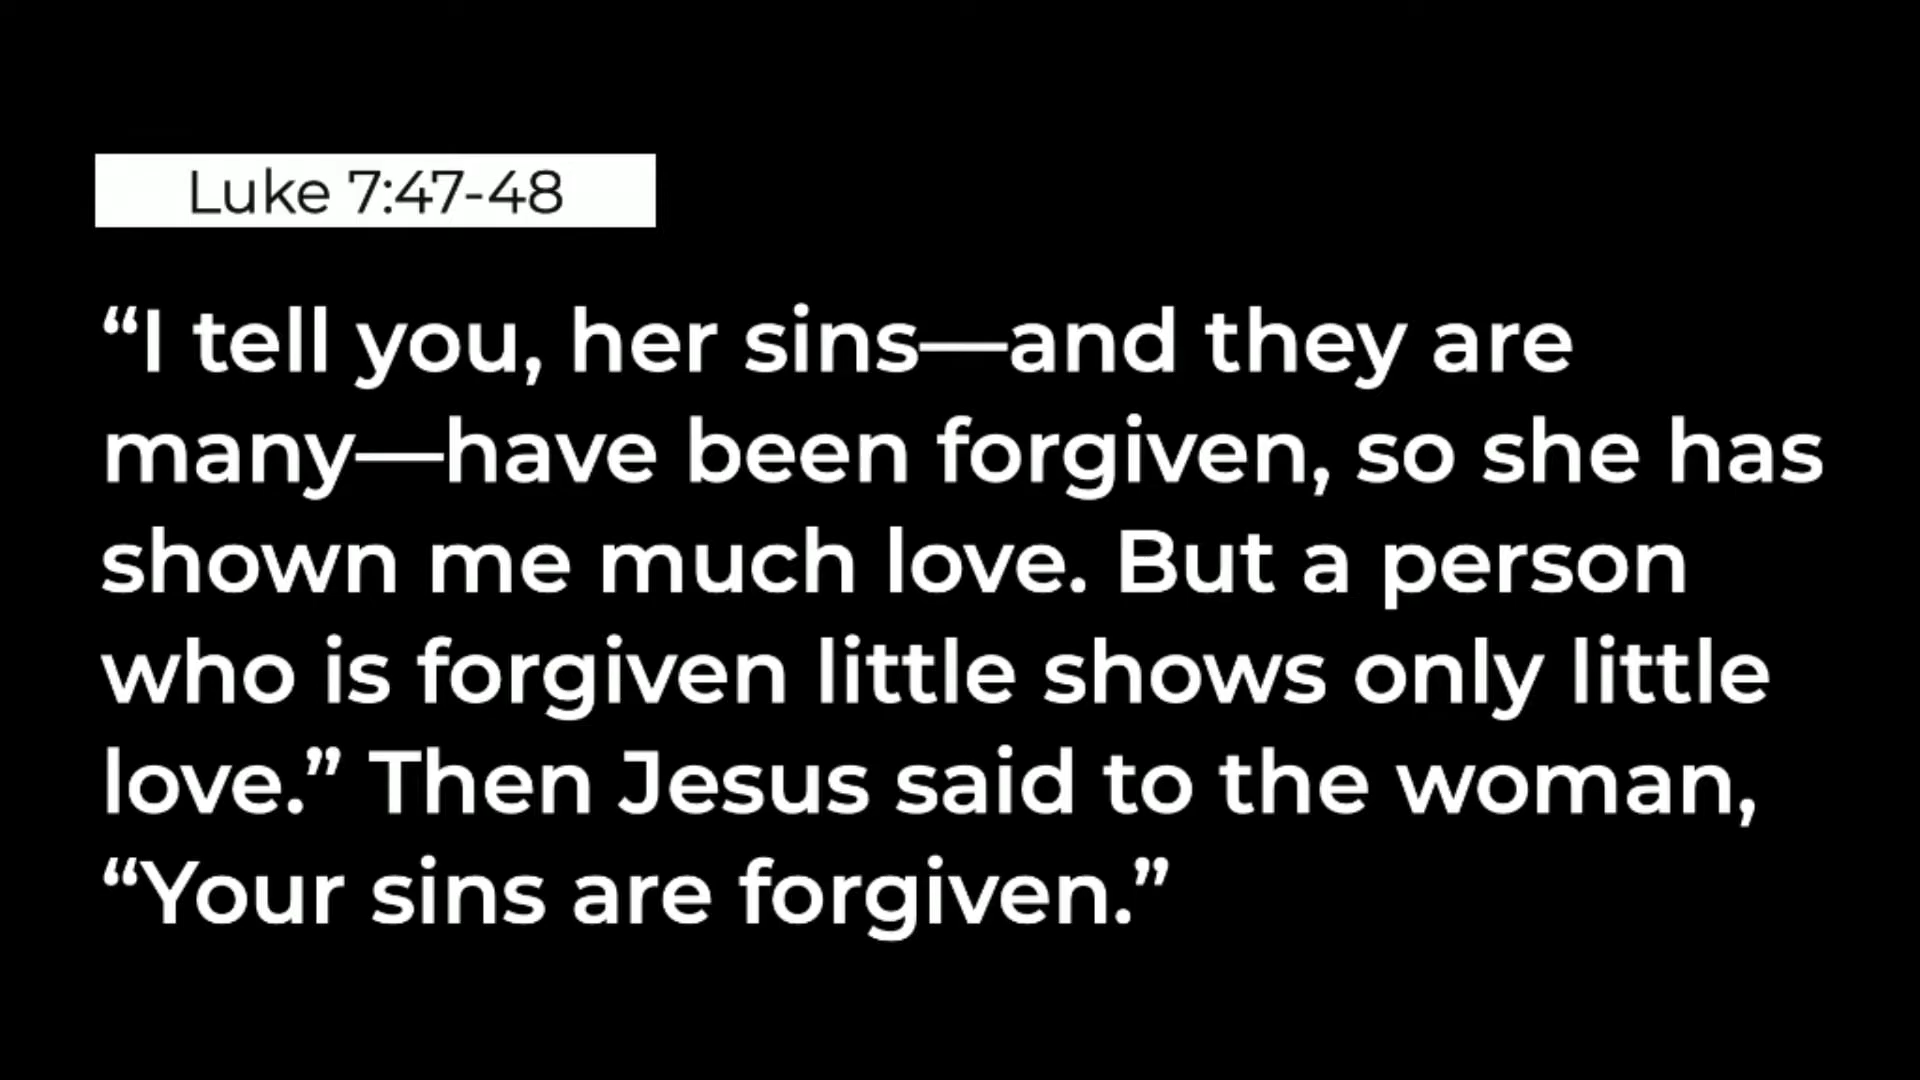 Luke 7:47-48
“I tell you, her sins—and they are
many—have been forgiven, so she has
shown me much love. But a person
who is forgiven little shows only little
love.” Then Jesus said to the woman,
“Your sins are forgiven.”